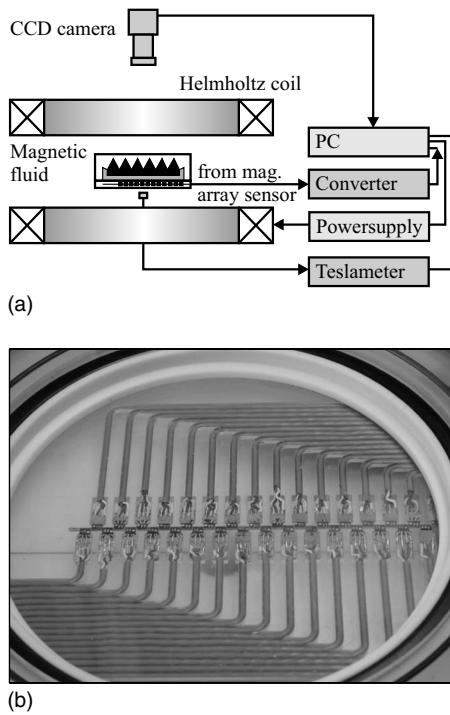 CCD camera
Helmholtz coil
Magnetic
fluid
from mag.
array sensor
PC
Converter
Powersupply
Teslameter
(a)
(b)